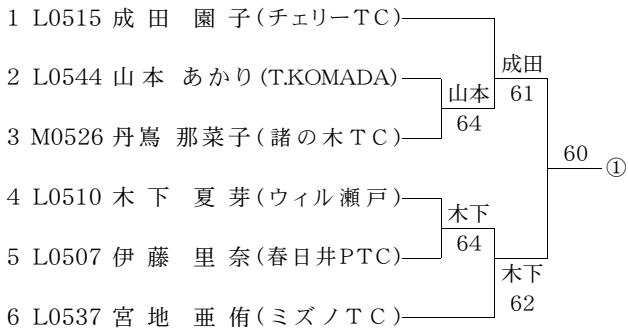 1 L0515 成田 園子(チェリーTC)
成田
2 L0544 山本 あかり(T.KOMADA)
山本
61
64
3 M0526 丹嶌 那菜子(諸の木TC)
60
①
4 L0510 木下 夏芽(ウィル瀬戸)
木下
64
5 L0507 伊藤 里奈(春日井PTC)
木下
62
6 L0537 宮地 亜侑(ミズノTC)